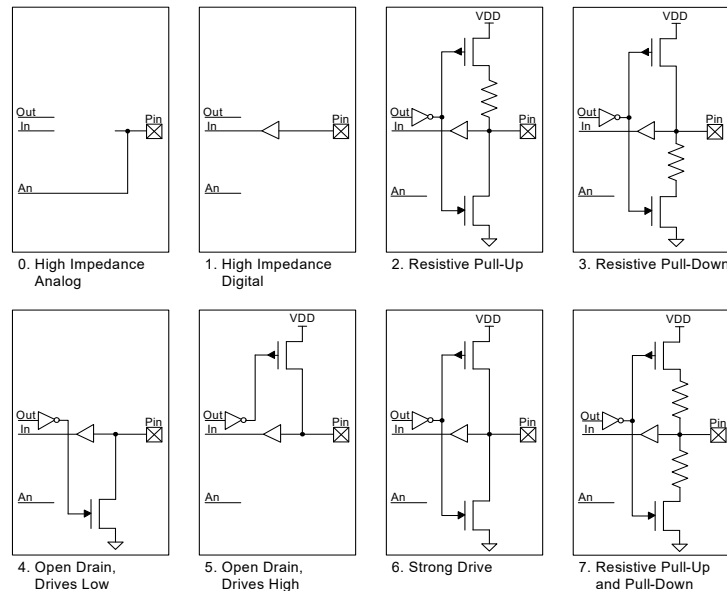 VDD
VDD
Out
In
Pin
An
Out
In
Pin
An
Out
In
Pin
An
Out
In
Pin
An
0. High Impedance
Analog
1. High Impedance
Digital
2. Resistive Pull-Up
3. Resistive Pull-Down
VDD
VDD
VDD
Out
In
Pin
An
Out
In
Pin
An
Out
In
Pin
An
Out
In
Pin
An
4. Open Drain,
Drives Low
5. Open Drain,
Drives High
6. Strong Drive
7. Resistive Pull-Up
and Pull-Down